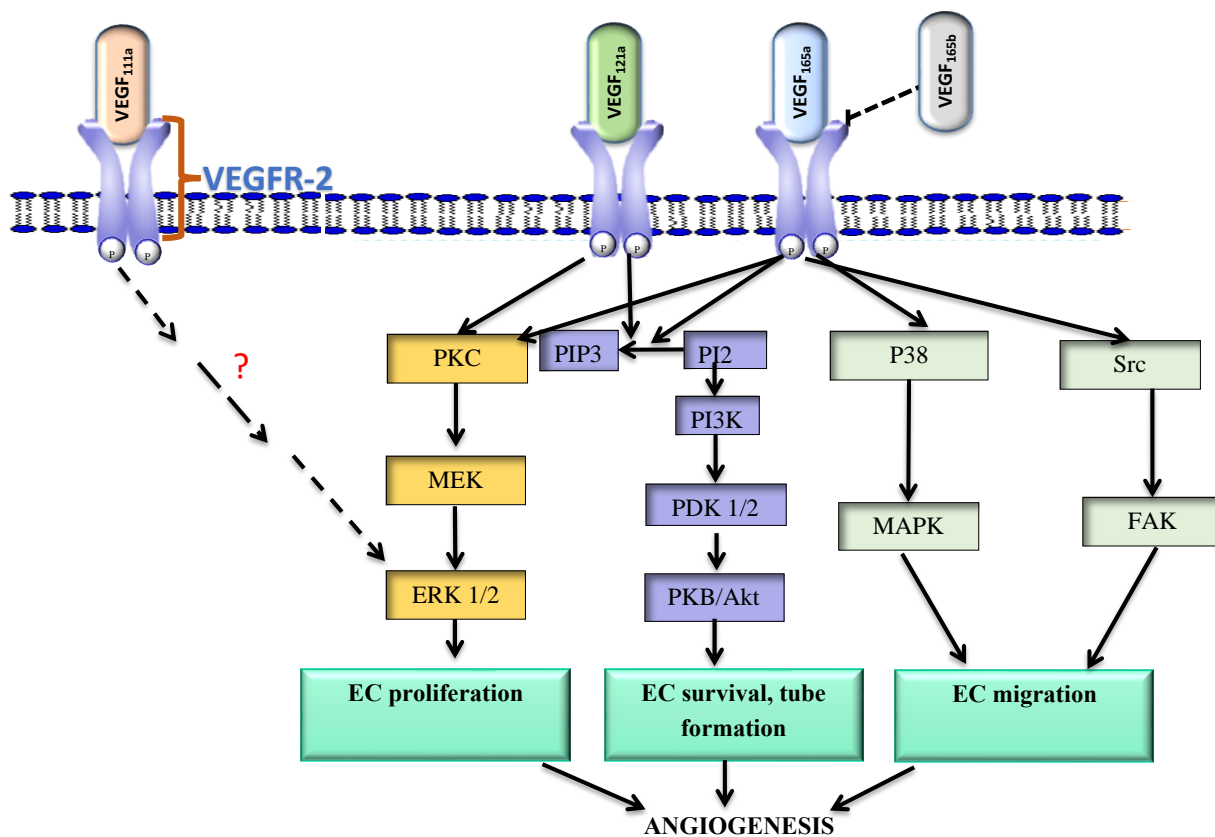 VEGF111a
VEGF121a
VEGF165a
VEGF165b
VEGFR-2
P
P
P
P
P
P
?
PKC
PIP3
PI2
P38
Src
PI3K
MEK
PDK 1/2
MAPK
FAK
ERK 1/2
PKB/Akt
EC proliferation
EC survival, tube
formation
EC migration
ANGIOGENESIS